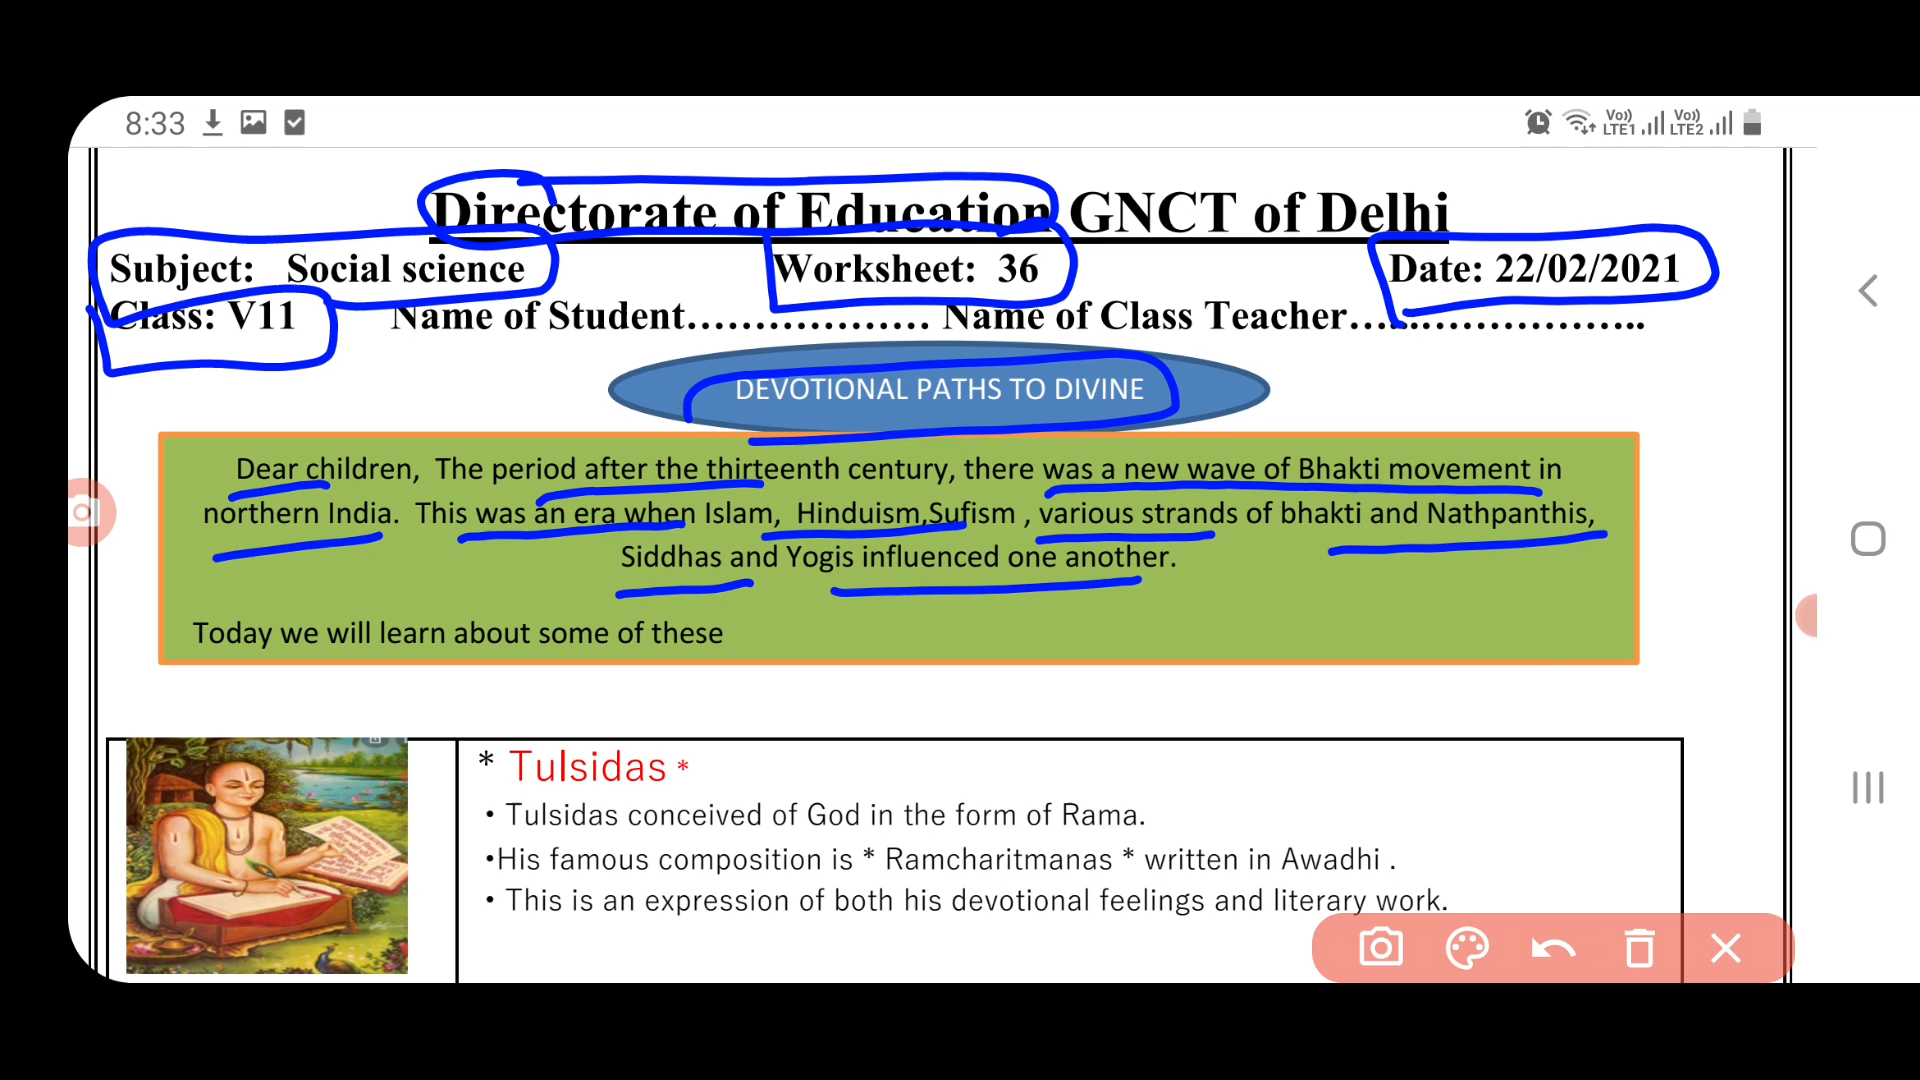 8:33 Vo)) LTE1 Vo)) LTE2
Directorate of Education GNCT of Delhi
Subject: Social science Worksheet: 36 Date: 22/02/2021
Class: V11 Name of Student.................. Name of Class Teacher......................
DEVOTIONAL PATHS TO DIVINE
Dear children, The period after the thirteenth century, there was a new wave of Bhakti movement in
northern India. This was an era when Islam, Hinduism,Sufism , various strands of bhakti and Nathpanthis,
Siddhas and Yogis influenced one another.
Today we will learn about some of these
* Tulsidas *
• Tulsidas conceived of God in the form of Rama.
•His famous composition is * Ramcharitmanas * written in Awadhi .
• This is an expression of both his devotional feelings and literary work.